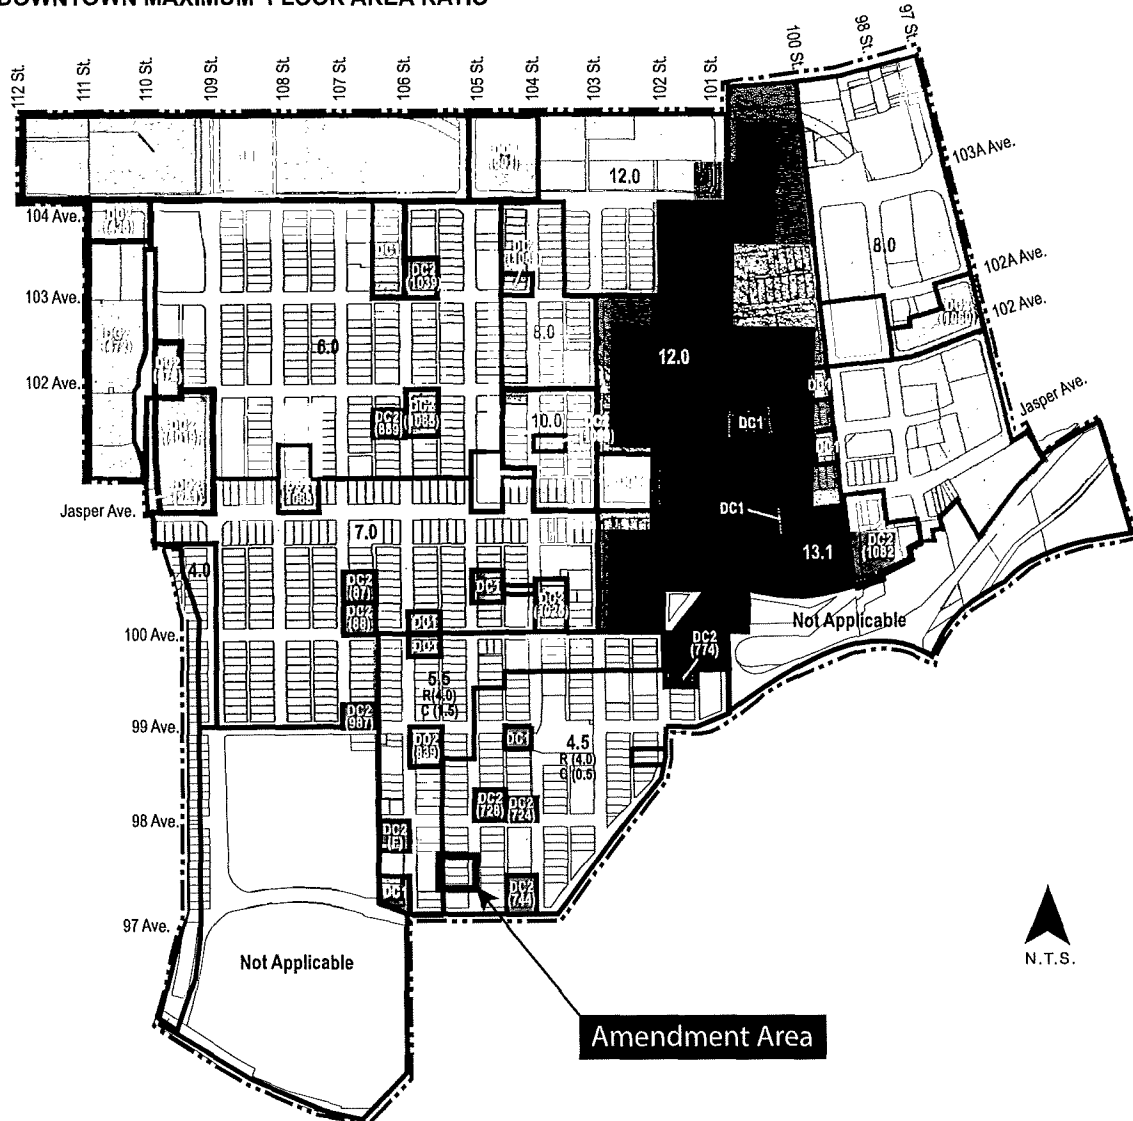 DOWNTOWN MAXIMUM FLOOR AREA RATIO
112 St.
111 St.
110 St.
109 St.
108 St.
107 St.
106 St.
105 St.
104 St.
103 St.
102 St.
101 St.
100 St.
98 St.
97 St.
103A Ave.
12.0
104 Ave.
DC1
8.0
102A Ave.
DC2
(1039)
103 Ave.
102 Ave.
8.0
6.0
12.0
102 Ave.
DC1
DC2
(889)
DC2
(1085)
10.0
DC1
Jasper Ave.
DC1
Jasper Ave.
7.0
13.1
DC2
(1082
4.0
DC2
(87)
DC1
DC2
(88)
DC1
Not Applicable
100 Ave.
DC1
DC2
(774)
5.5
R(4.0)
C (1.5)
DC2
(987)
99 Ave.
DC2
(839)
DC1
4.5
R (4.0)
C (0.5)
DC2
(728)
DC2
(724)
98 Ave.
DC2
(F)
DC1
DC2
(744)
97 Ave.
Not Applicable
N.T.S.
Amendment Area